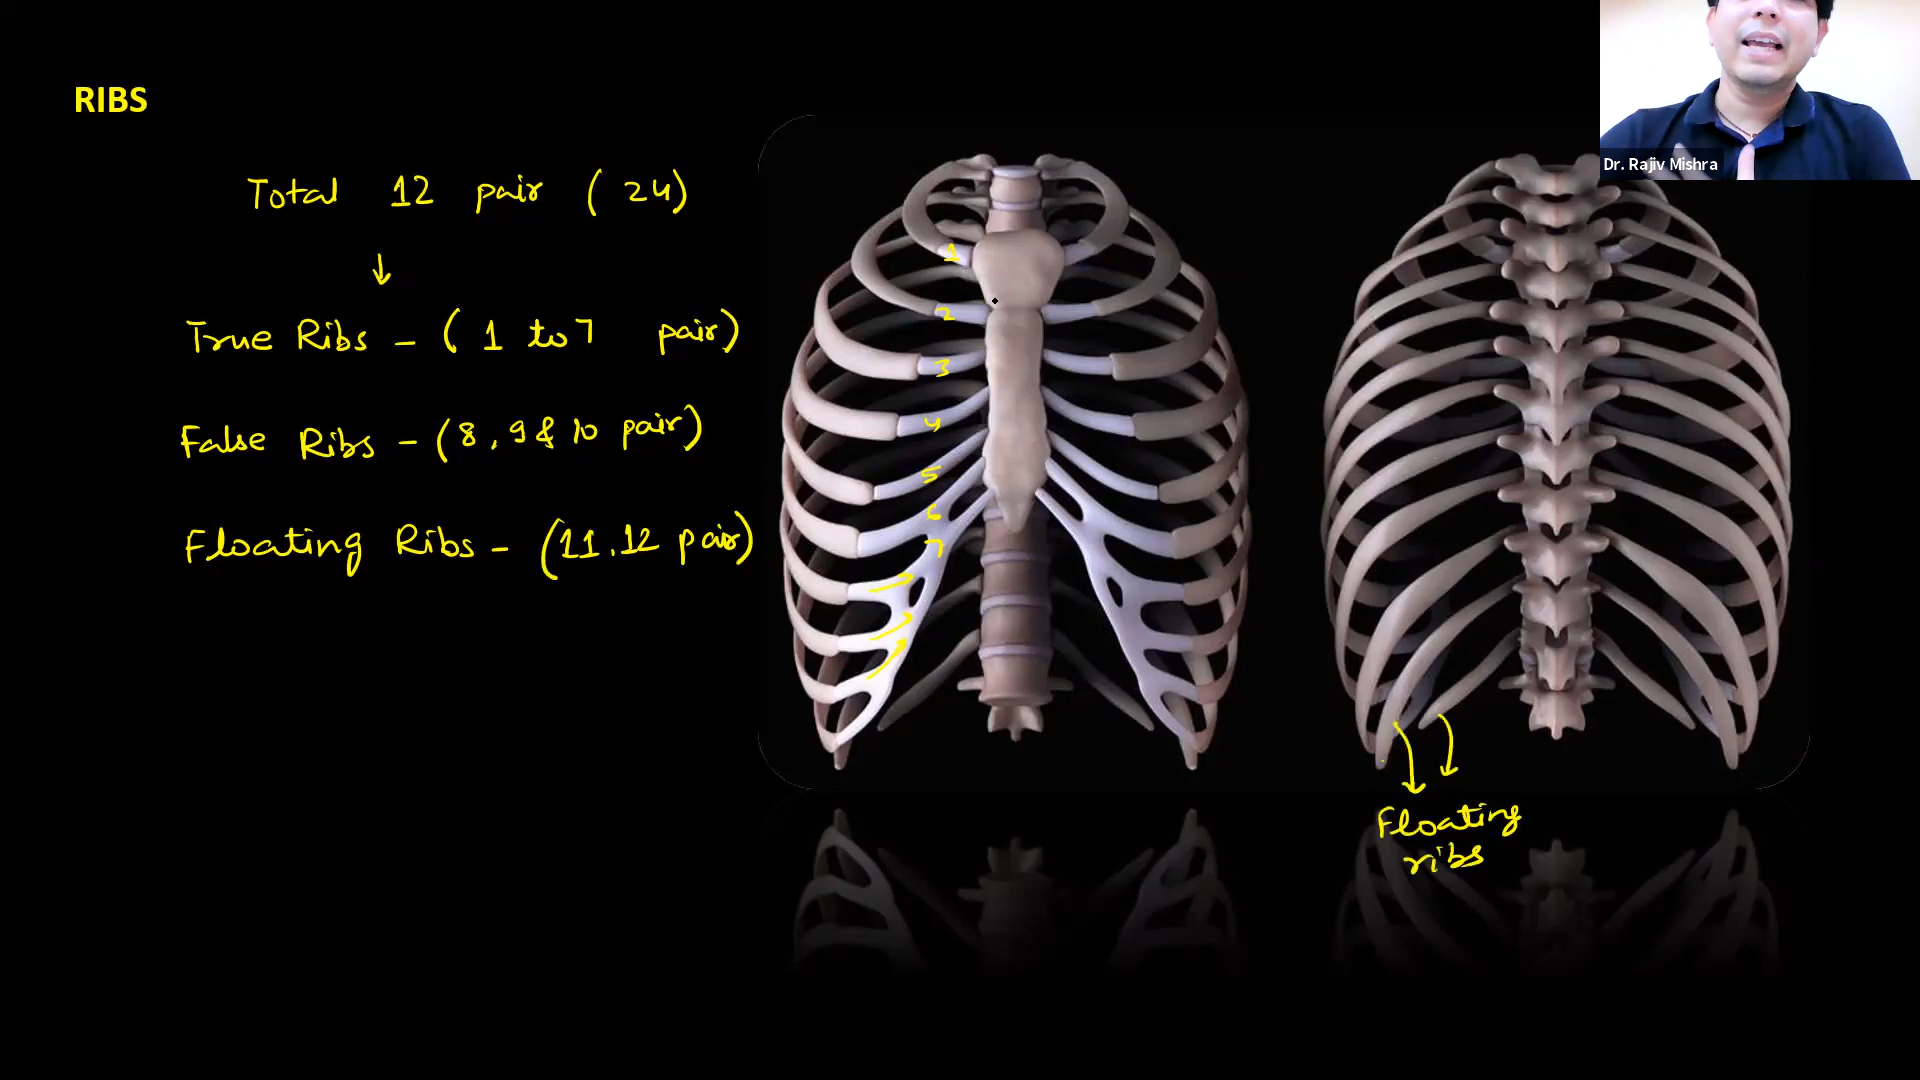 RIBS
Total 12 pair (24)
True Ribs - (1 to 7 pair)
False Ribs - (8, 9 & 10 pair)
Floating Ribs - (11, 12 pair)
1
2
3
4
5
6
7
Floating
ribs
Dr. Rajiv Mishra